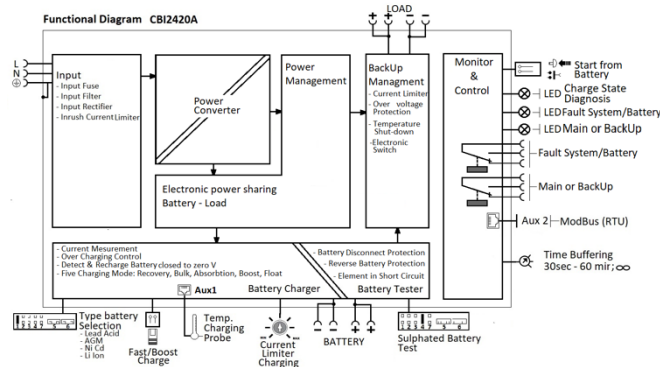 Functional Diagram CBI2420A
LOAD
+ + - -
L
N
Input
- Input Fuse
- Input Filter
- Input Rectifier
- Inrush Current Limiter
Power
Converter
Power
Management
Electronic power sharing
Battery - Load
BackUp
Managment
- Current Limiter
- Over voltage
Protection
- Temperature
Shut-down
-Electronic
Switch
Monitor
&
Control
Start from
Battery
LED Charge State
Diagnosis
LED Fault System/Battery
LED Main or BackUp
Fault System/Battery
Main or BackUp
Aux 2 ModBus (RTU)
Time Buffering
30sec - 60 mir; ∞
- Current Mesurement
- Over Charging Control
- Detect & Recharge Battery closed to zero V
- Five Charging Mode: Recovery, Bulk, Absorbtion, Boost, Float
Aux1
Battery Charger
- Battery Disconnect Protection
- Reverse Battery Protection
- Element in Short Circuit
Battery
Tester
Type battery
Selection
- Lead Acid
- AGM
- Ni Cd
- Li Ion
Fast/Boost
Charge
Temp.
Charging
Probe
Current
Limiter
Charging
- - + +
BATTERY
Sulphated Battery
Test